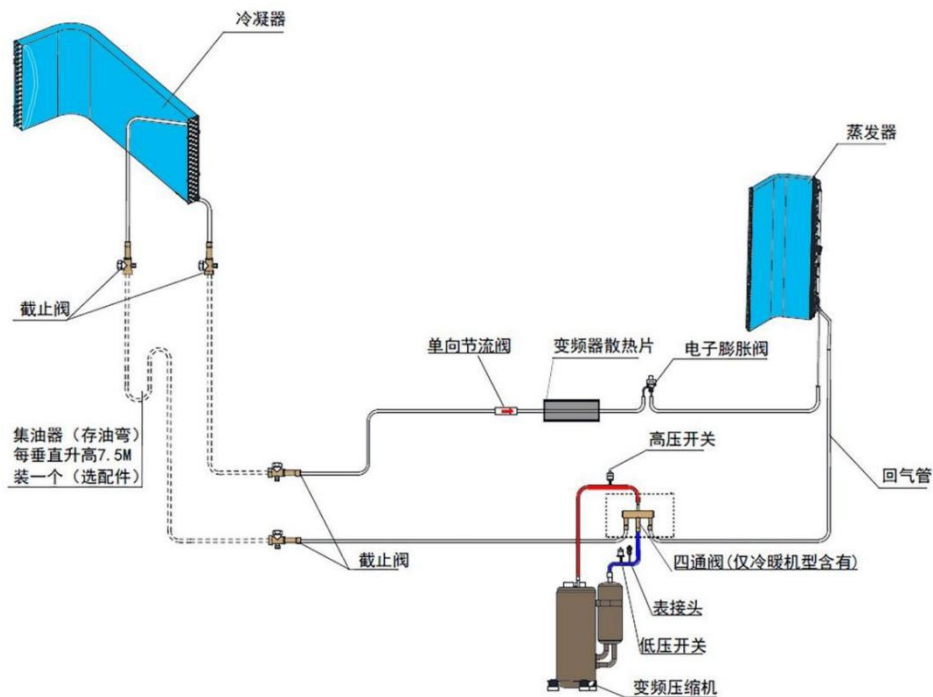 冷凝器
蒸发器
截止阀
单向节流阀
变频器散热片
电子膨胀阀
集油器（存油弯）
每垂直升高7.5M
装一个（选配件）
高压开关
回气管
截止阀
四通阀(仅冷暖机型含有)
表接头
低压开关
变频压缩机